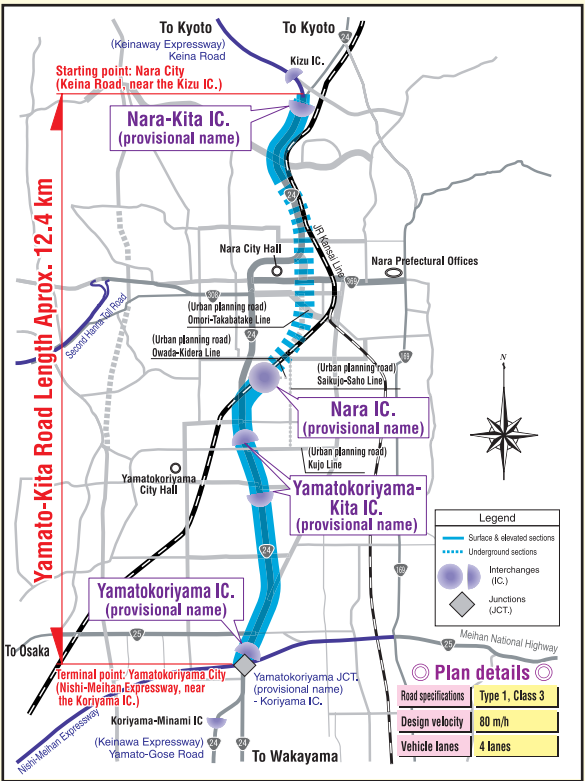 To Kyoto
To Kyoto
(Keinaway Expressway)
Keina Road
24
Kizu IC.
Starting point: Nara City
(Keina Road, near the Kizu IC.)
Nara-Kita IC.
(provisional name)
Yamato-Kita Road Length Aprox. 12.4 km
24
JR Kansai Line
Nara City Hall
Nara Prefectural Offices
308
369
Second Hanna Toll Road
(Urban planning road)
Omori-Takabatake Line
24
(Urban planning road)
Owada-Kidera Line
169
(Urban planning road)
Saikujo-Saho Line
Nara IC.
(provisional name)
N
(Urban planning road)
Kujo Line
Yamatokoriyama
City Hall
Yamatokoriyama-
Kita IC.
(provisional name)
Legend
Surface & elevated sections
Underground sections
Interchanges
(IC.)
Junctions
(JCT.)
24
169
Yamatokoriyama IC.
(provisional name)
To Osaka
25
25
Meihan National Highway
Terminal point: Yamatokoriyama City
(Nishi-Meihan Expressway, near
the Koriyama IC.)
Yamatokoriyama JCT.
(provisional name)
- Koriyama IC.
Koriyama-Minami IC
(Keinawa Expressway)
Yamato-Gose Road
24
24
Nishi-Meihan Expressway
To Wakayama
Plan details
Road specifications Type 1, Class 3
Design velocity 80 m/h
Vehicle lanes 4 lanes